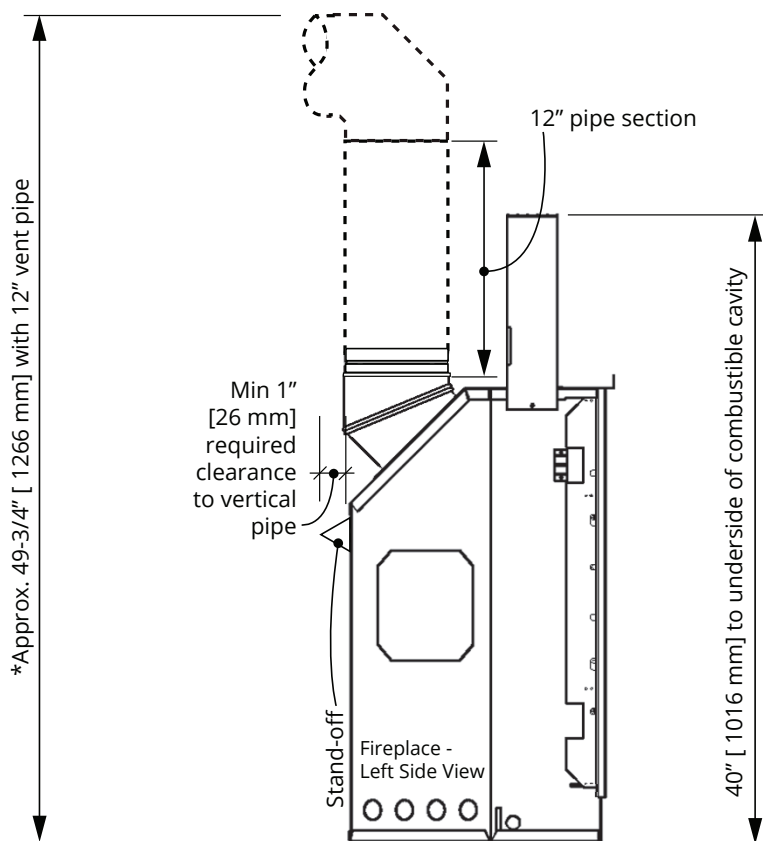 12” pipe section
*Approx. 49-3/4” [ 1266 mm] with 12” vent pipe
Min 1”
[26 mm]
required
clearance
to vertical
pipe
40” [ 1016 mm] to underside of combustible cavity
Stand-off
Fireplace -
Left Side View